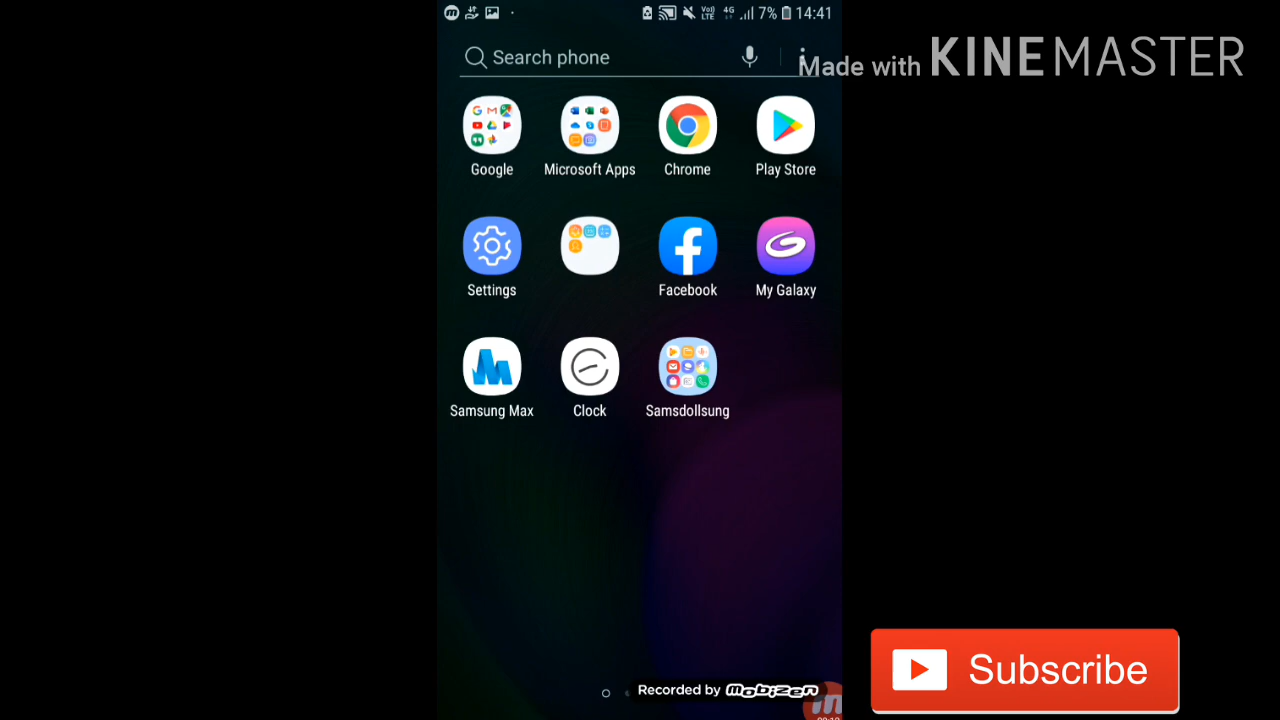 7% 14:41
Search phone
Made with KINEMASTER
Google
Microsoft Apps
Chrome
Play Store
Settings
Facebook
My Galaxy
Samsung Max
Clock
Samsdollsung
Subscribe
Recorded by Mobizen